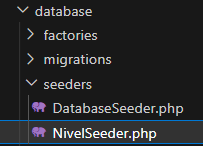 database
factories
migrations
seeders
DatabaseSeeder.php
NivelSeeder.php